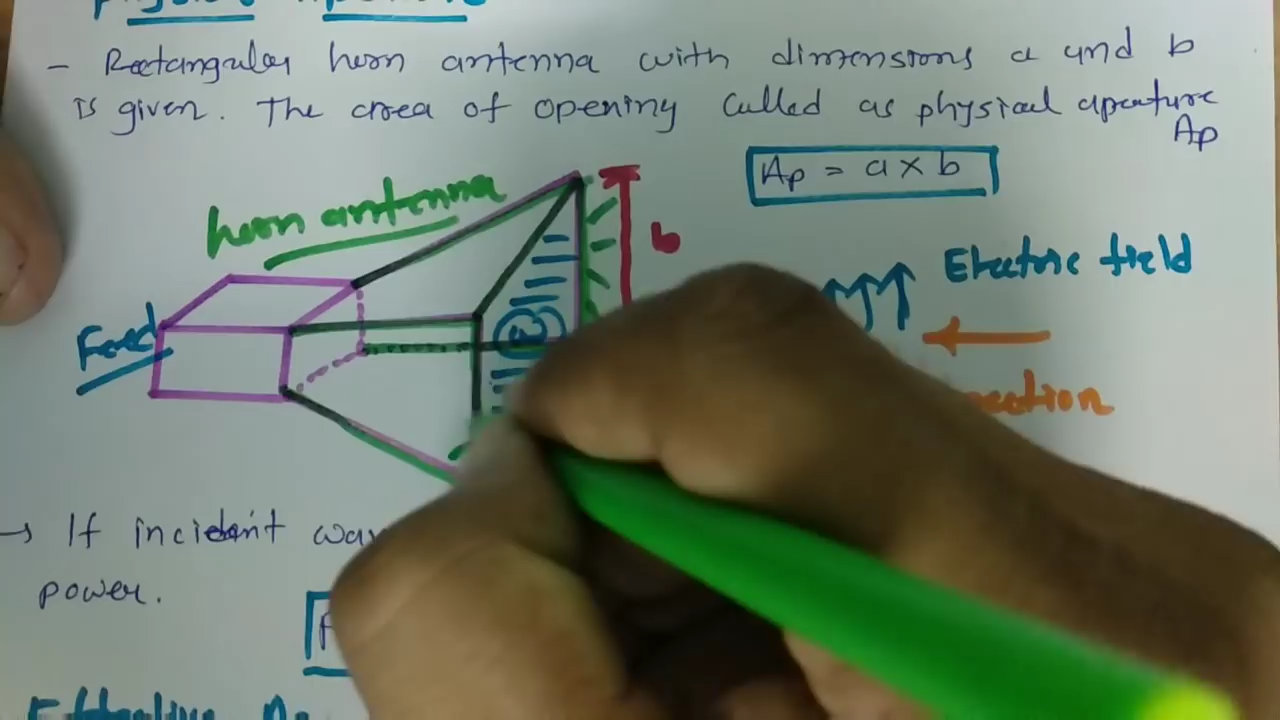 - Rectangular horn antenna with dimensions a and b
is given. The area of opening called as physical aperture
Ap
Ap = a x b
horn antenna
b
Electric field
Feed
→ If incident
power.
Effective